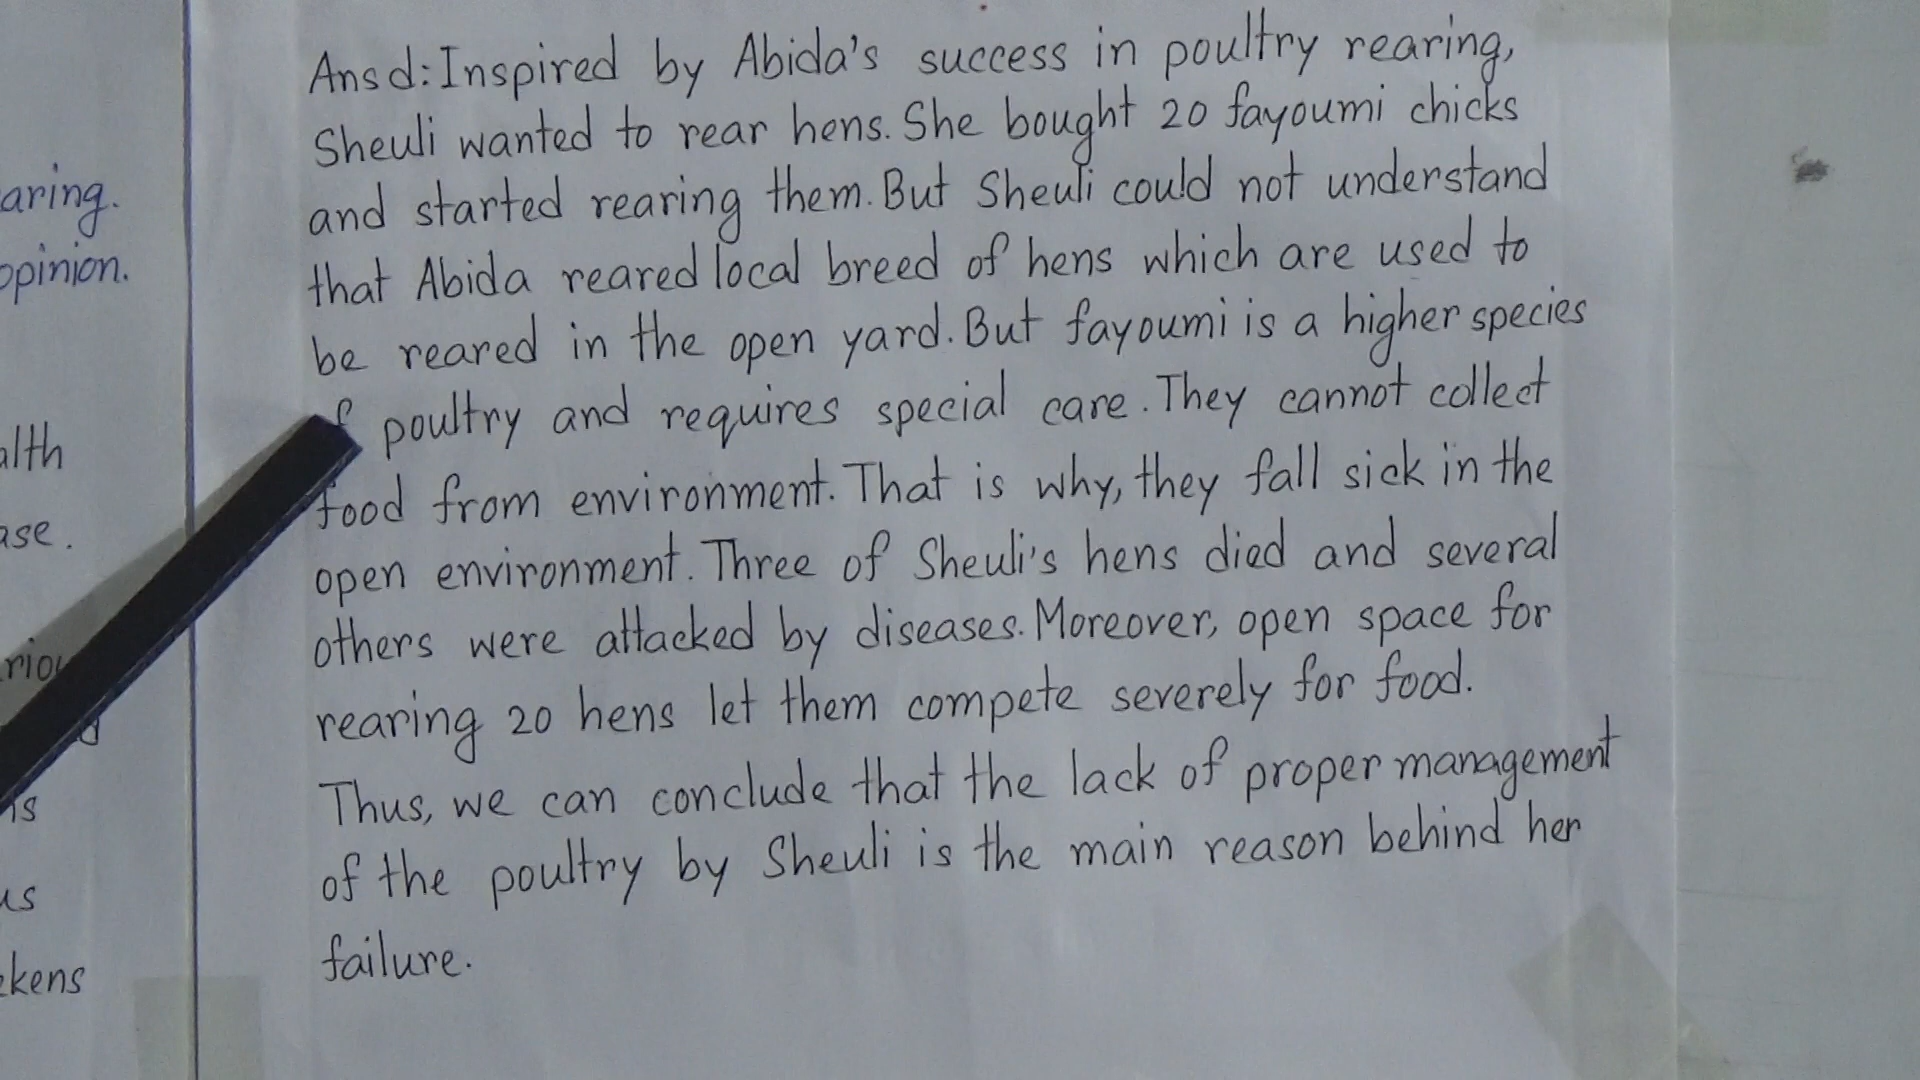 aring.
opinion.
alth
ase.
is
us
ckens
Ans d: Inspired by Abida's success in poultry rearing,
Sheuli wanted to rear hens. She bought 20 fayoumi chicks
and started rearing them. But Sheuli could not understand
that Abida reared local breed of hens which are used to
be reared in the open yard. But fayoumi is a higher species
of poultry and requires special care. They cannot collect
food from environment. That is why, they fall sick in the
open environment. Three of Sheuli's hens died and several
others were attacked by diseases. Moreover, open space for
rearing 20 hens let them compete severely for food.
Thus, we can conclude that the lack of proper management
of the poultry by Sheuli is the main reason behind her
failure.